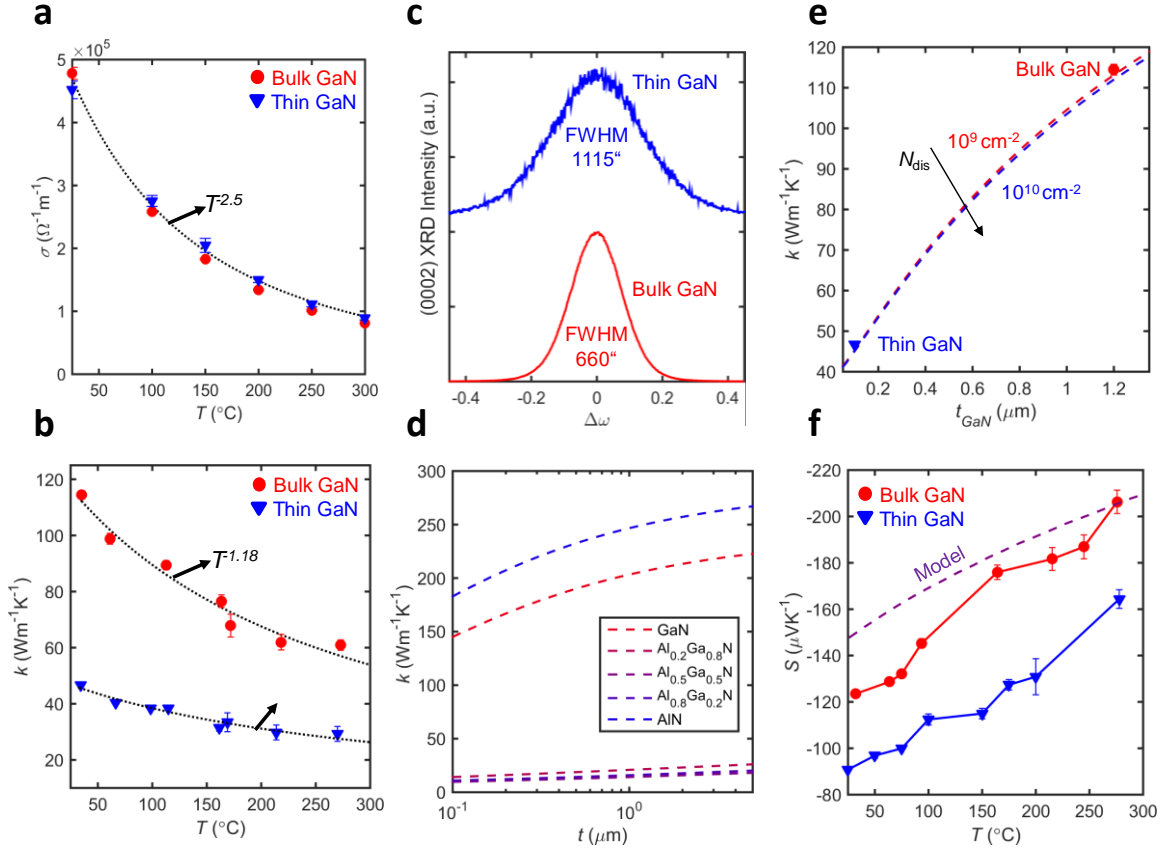 a
×10⁵
5
4
3
2
1
0
σ (Ω⁻¹m⁻¹)
Bulk GaN
Thin GaN
T⁻²·⁵
50
100
150
200
250
300
T (°C)
b
120
100
80
60
40
20
k (Wm⁻¹K⁻¹)
Bulk GaN
Thin GaN
T⁻¹·¹⁸
50
100
150
200
250
300
T (°C)
c
(0002) XRD Intensity (a.u.)
Thin GaN
FWHM
1115“
Bulk GaN
FWHM
660“
-0.4
-0.2
0
0.2
0.4
Δω
d
300
250
200
150
100
50
0
k (Wm⁻¹K⁻¹)
GaN
Al₀.₂Ga₀.₈N
Al₀.₅Ga₀.₅N
Al₀.₈Ga₀.₂N
AlN
10⁻¹
10⁰
t (μm)
e
120
110
100
90
80
70
60
50
40
k (Wm⁻¹K⁻¹)
Bulk GaN
10⁹ cm⁻²
N_dis
10¹⁰ cm⁻²
Thin GaN
0.2
0.4
0.6
0.8
1
1.2
t_GaN (μm)
f
-220
-200
-180
-160
-140
-120
-100
-80
S (μVK⁻¹)
Bulk GaN
Thin GaN
Model
50
100
150
200
250
300
T (°C)